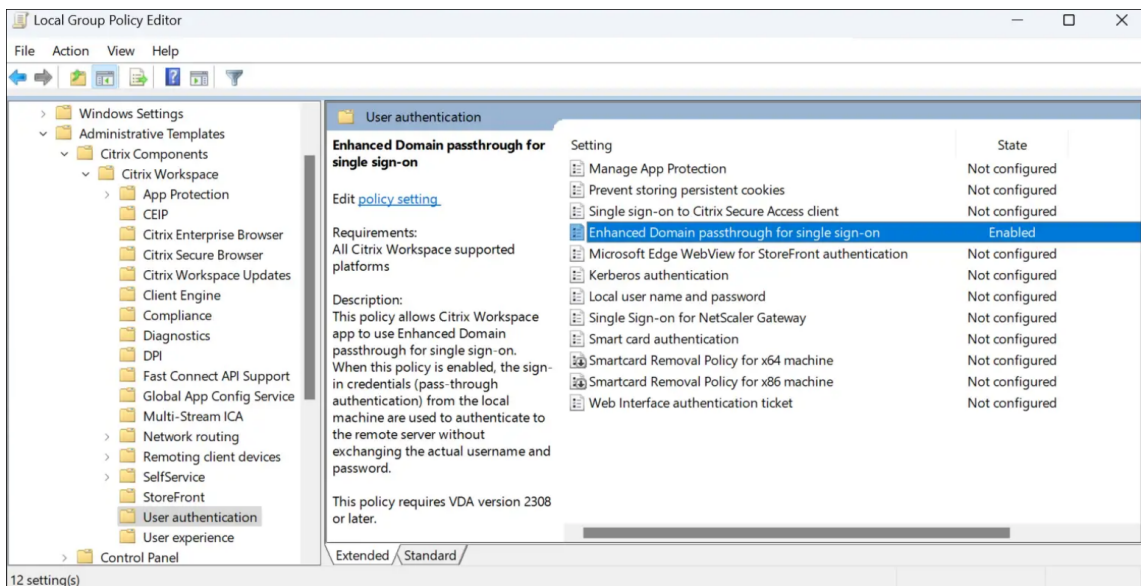 Local Group Policy Editor
File Action View Help
Windows Settings
Administrative Templates
Citrix Components
Citrix Workspace
App Protection
CEIP
Citrix Enterprise Browser
Citrix Secure Browser
Citrix Workspace Updates
Client Engine
Compliance
Diagnostics
DPI
Fast Connect API Support
Global App Config Service
Multi-Stream ICA
Network routing
Remoting client devices
SelfService
StoreFront
User authentication
User experience
Control Panel
User authentication
Enhanced Domain passthrough for
single sign-on
Edit policy setting
Requirements:
All Citrix Workspace supported
platforms
Description:
This policy allows Citrix Workspace
app to use Enhanced Domain
passthrough for single sign-on.
When this policy is enabled, the sign-
in credentials (pass-through
authentication) from the local
machine are used to authenticate to
the remote server without
exchanging the actual username and
password.
This policy requires VDA version 2308
or later.
Setting State
Manage App Protection Not configured
Prevent storing persistent cookies Not configured
Single sign-on to Citrix Secure Access client Not configured
Enhanced Domain passthrough for single sign-on Enabled
Microsoft Edge WebView for StoreFront authentication Not configured
Kerberos authentication Not configured
Local user name and password Not configured
Single Sign-on for NetScaler Gateway Not configured
Smart card authentication Not configured
Smartcard Removal Policy for x64 machine Not configured
Smartcard Removal Policy for x86 machine Not configured
Web Interface authentication ticket Not configured
Extended Standard
12 setting(s)